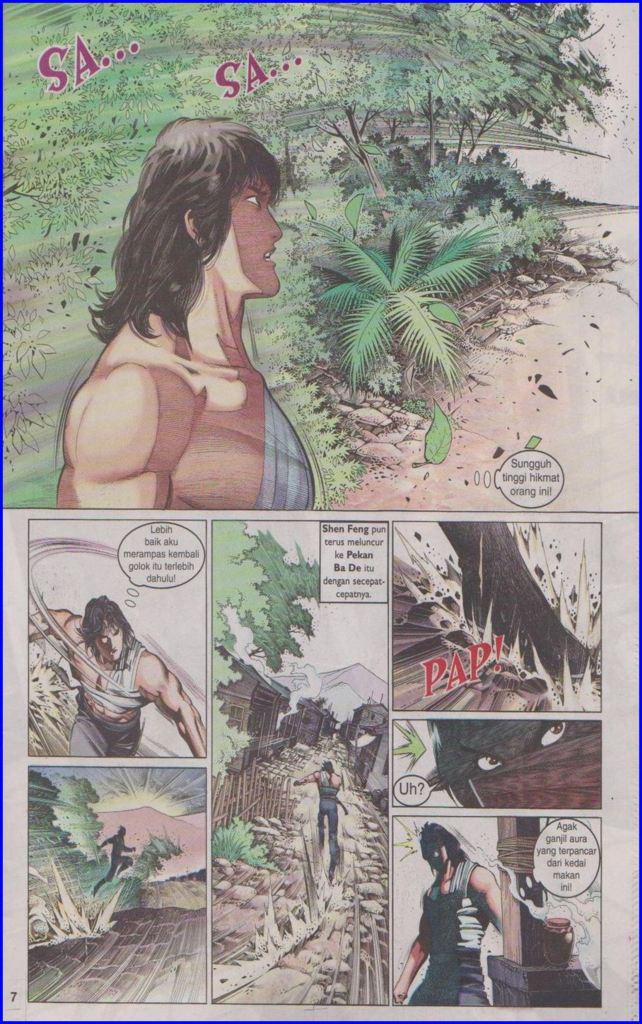 SA...
SA...
Sungguh
tinggi hikmat
orang ini!
Lebih
baik aku
merampas kembali
golok itu terlebih
dahulu!
Shen Feng pun
terus meluncur
ke Pekan
Ba De itu
dengan secepat-
cepatnya.
PAP!
Uh?
Agak
ganjil aura
yang terpancar
dari kedai
makan
ini!
7